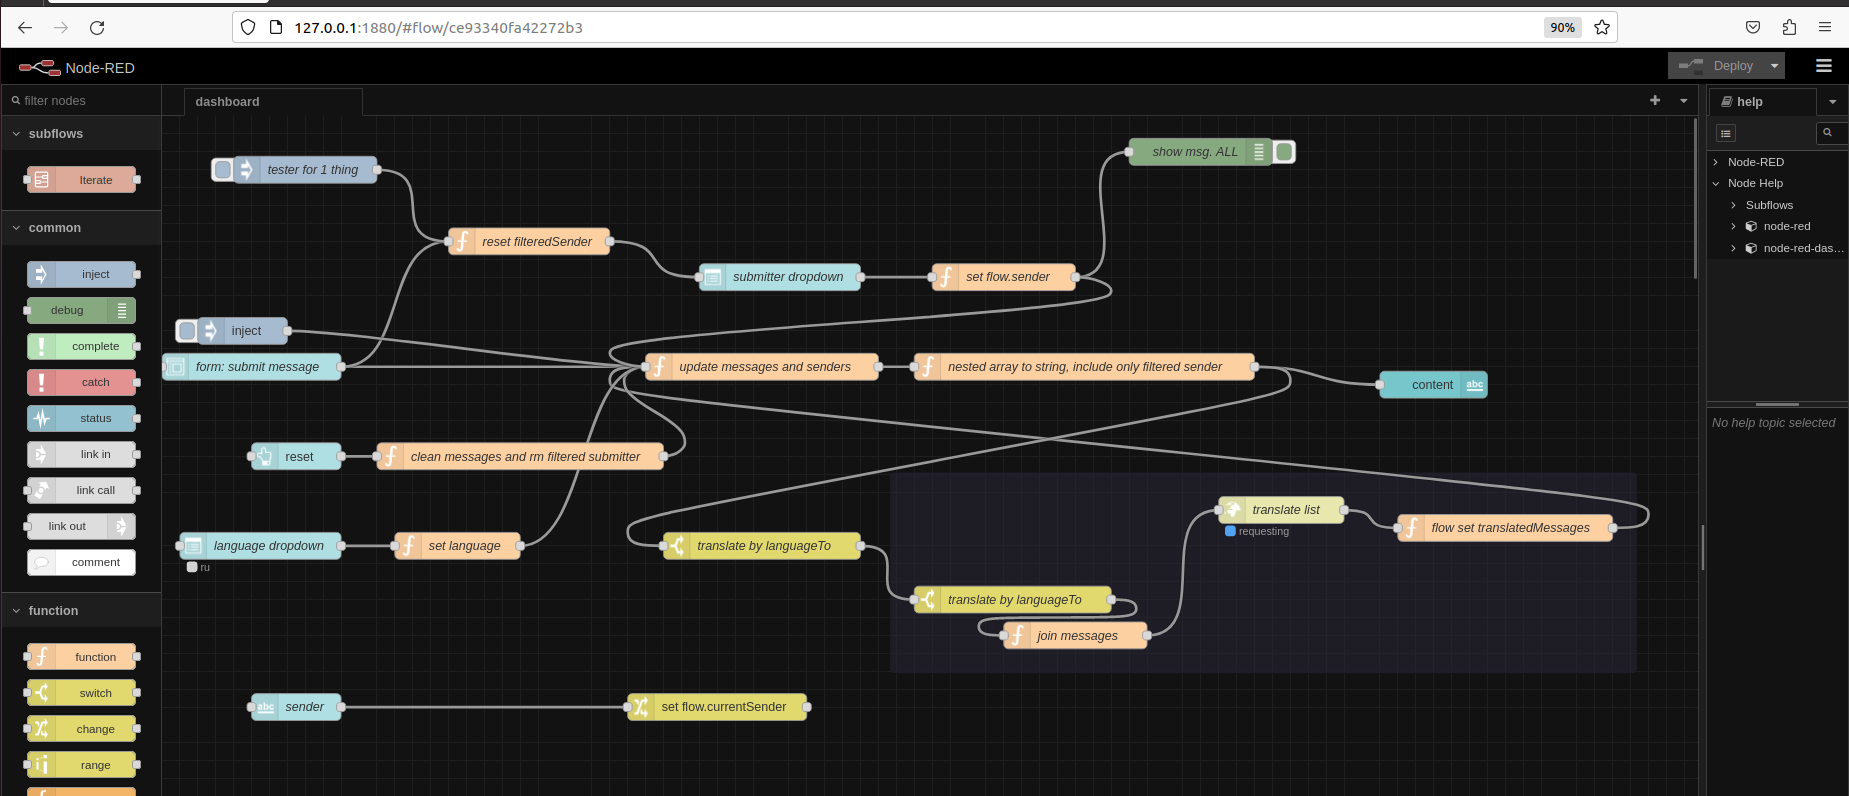 127.0.0.1:1880/#flow/ce93340fa42272b3
90%
Node-RED
Deploy
filter nodes
subflows
Iterate
common
inject
debug
complete
catch
status
link in
link call
link out
comment
function
function
switch
change
range
dashboard
tester for 1 thing
show msg. ALL
reset filteredSender
submitter dropdown
set flow.sender
inject
form: submit message
update messages and senders
nested array to string, include only filtered sender
content
abc
reset
clean messages and rm filtered submitter
translate list
requesting
flow set translatedMessages
language dropdown
ru
set language
translate by languageTo
translate by languageTo
join messages
abc
sender
set flow.currentSender
help
Node-RED
Node Help
Subflows
node-red
node-red-das...
No help topic selected